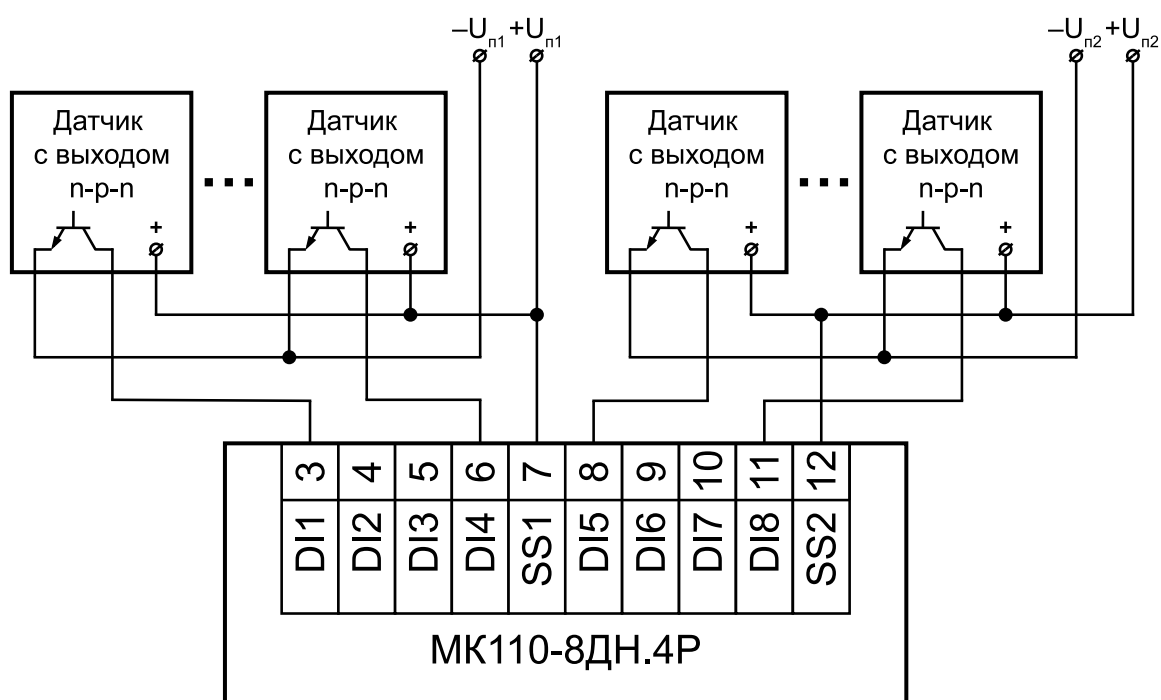 –Uп1 +Uп1
–Uп2 +Uп2
Датчик
с выходом
n-p-n
+
Датчик
с выходом
n-p-n
+
Датчик
с выходом
n-p-n
+
Датчик
с выходом
n-p-n
+
3 4 5 6 7 8 9 10 11 12
DI1 DI2 DI3 DI4 SS1 DI5 DI6 DI7 DI8 SS2
МК110-8ДН.4Р